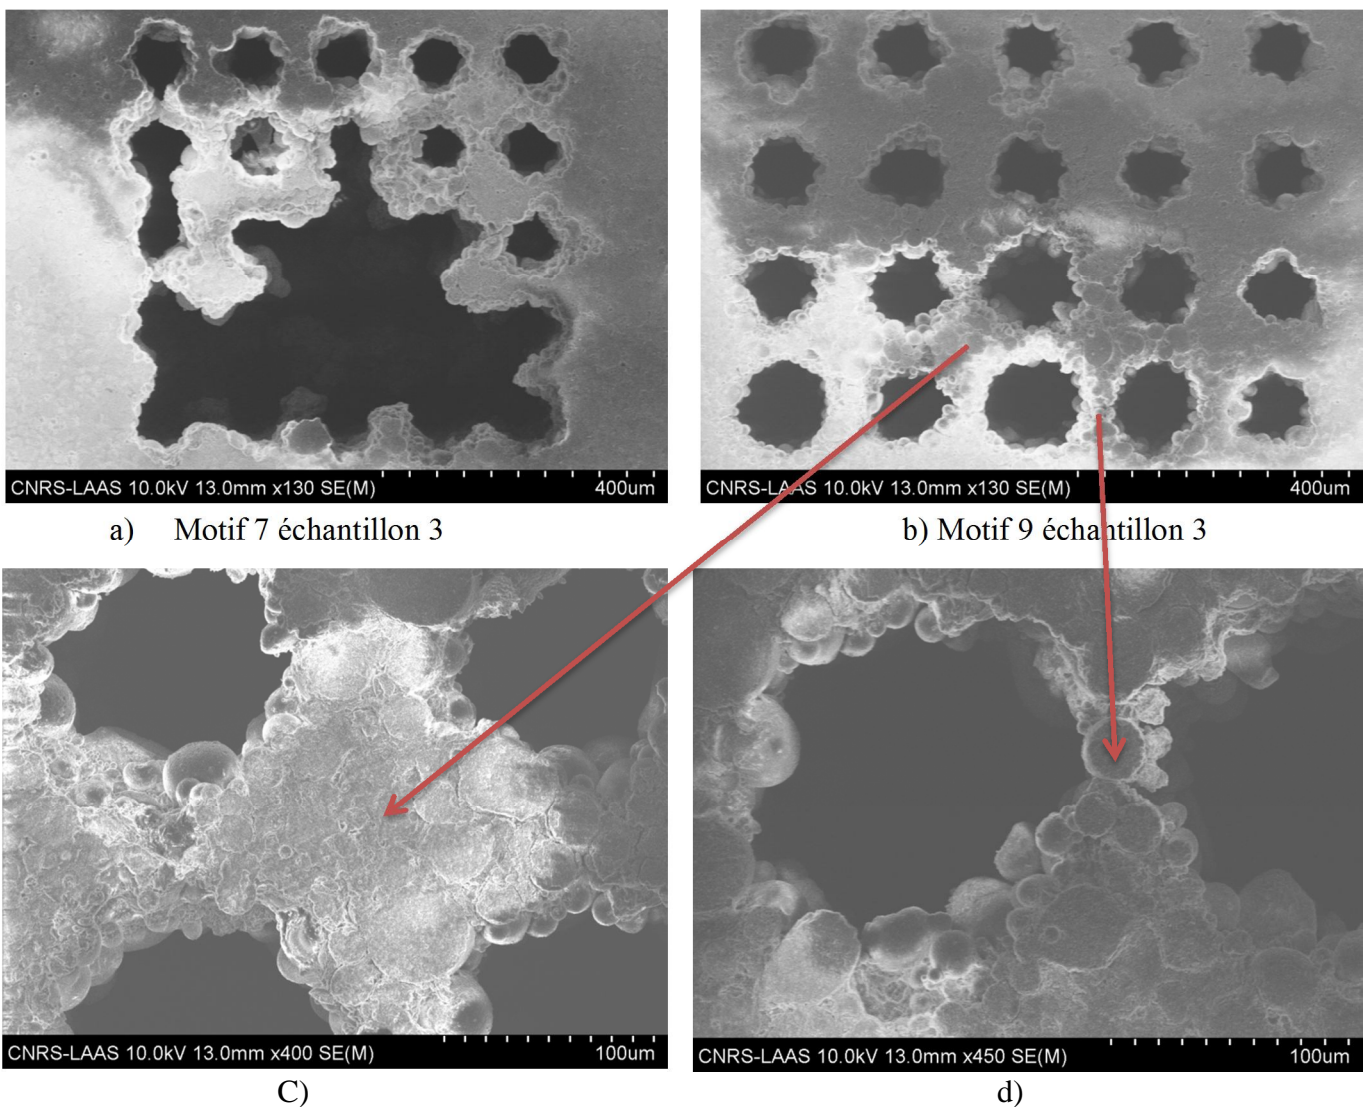 CNRS-LAAS 10.0kV 13.0mm x130 SE(M) 400um
CNRS-LAAS 10.0kV 13.0mm x130 SE(M) 400um
a) Motif 7 échantillon 3
b) Motif 9 échantillon 3
CNRS-LAAS 10.0kV 13.0mm x400 SE(M) 100um
CNRS-LAAS 10.0kV 13.0mm x450 SE(M) 100um
C)
d)